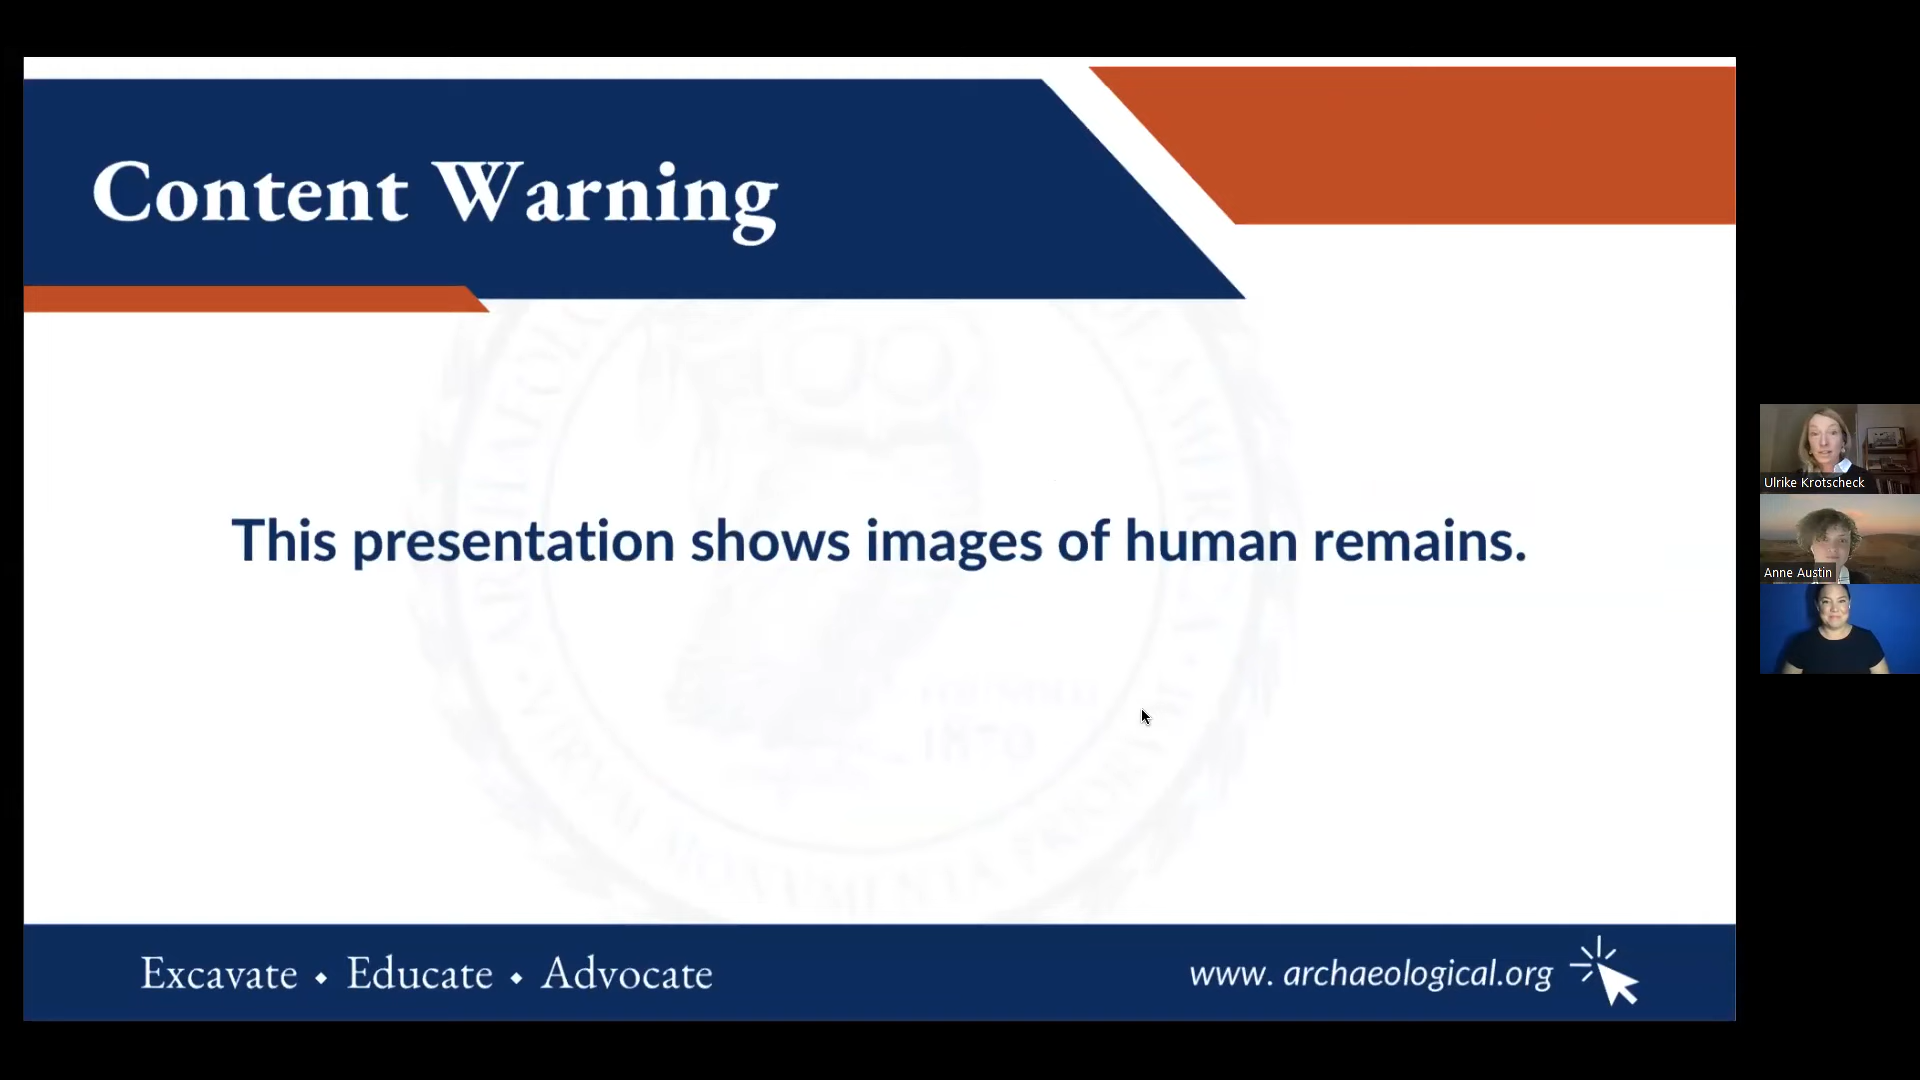 Content Warning
This presentation shows images of human remains.
Excavate • Educate • Advocate
www. archaeological.org
Ulrike Krotscheck
Anne Austin